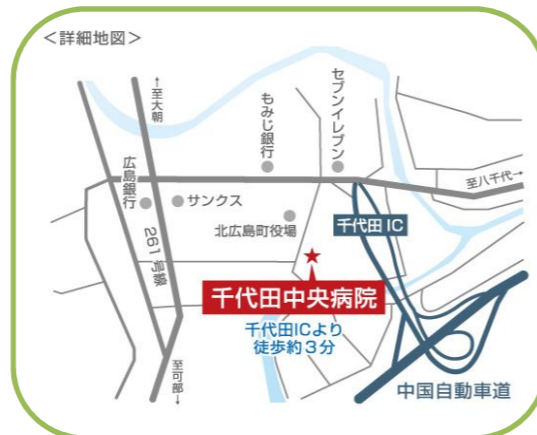 ＜詳細地図＞
←至大朝
もみじ銀行
セブンイレブン
広島銀行
サンクス
北広島町役場
至八千代→
千代田 IC
261号線
千代田中央病院
千代田ICより
徒歩約3分
至可部→
中国自動車道